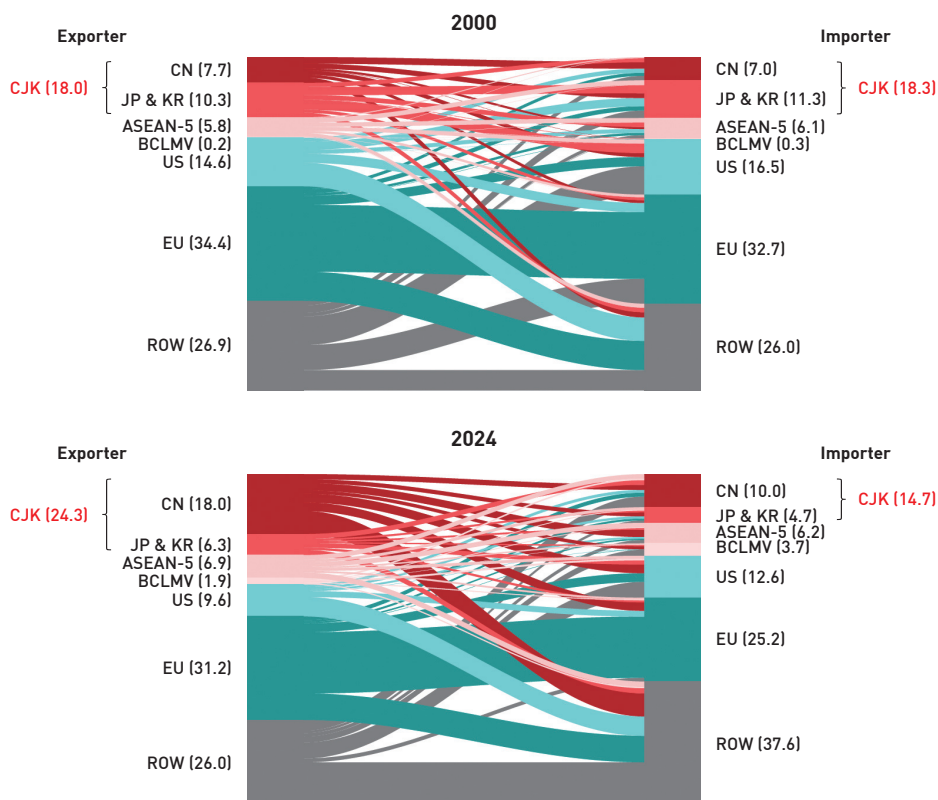 2000
Exporter
Importer
CN (7.7)
CJK (18.0)
JP & KR (10.3)
ASEAN-5 (5.8)
BCLMV (0.2)
US (14.6)
EU (34.4)
ROW (26.9)
CN (7.0)
CJK (18.3)
JP & KR (11.3)
ASEAN-5 (6.1)
BCLMV (0.3)
US (16.5)
EU (32.7)
ROW (26.0)
2024
Exporter
Importer
CN (18.0)
CJK (24.3)
JP & KR (6.3)
ASEAN-5 (6.9)
BCLMV (1.9)
US (9.6)
EU (31.2)
ROW (26.0)
CN (10.0)
CJK (14.7)
JP & KR (4.7)
ASEAN-5 (6.2)
BCLMV (3.7)
US (12.6)
EU (25.2)
ROW (37.6)